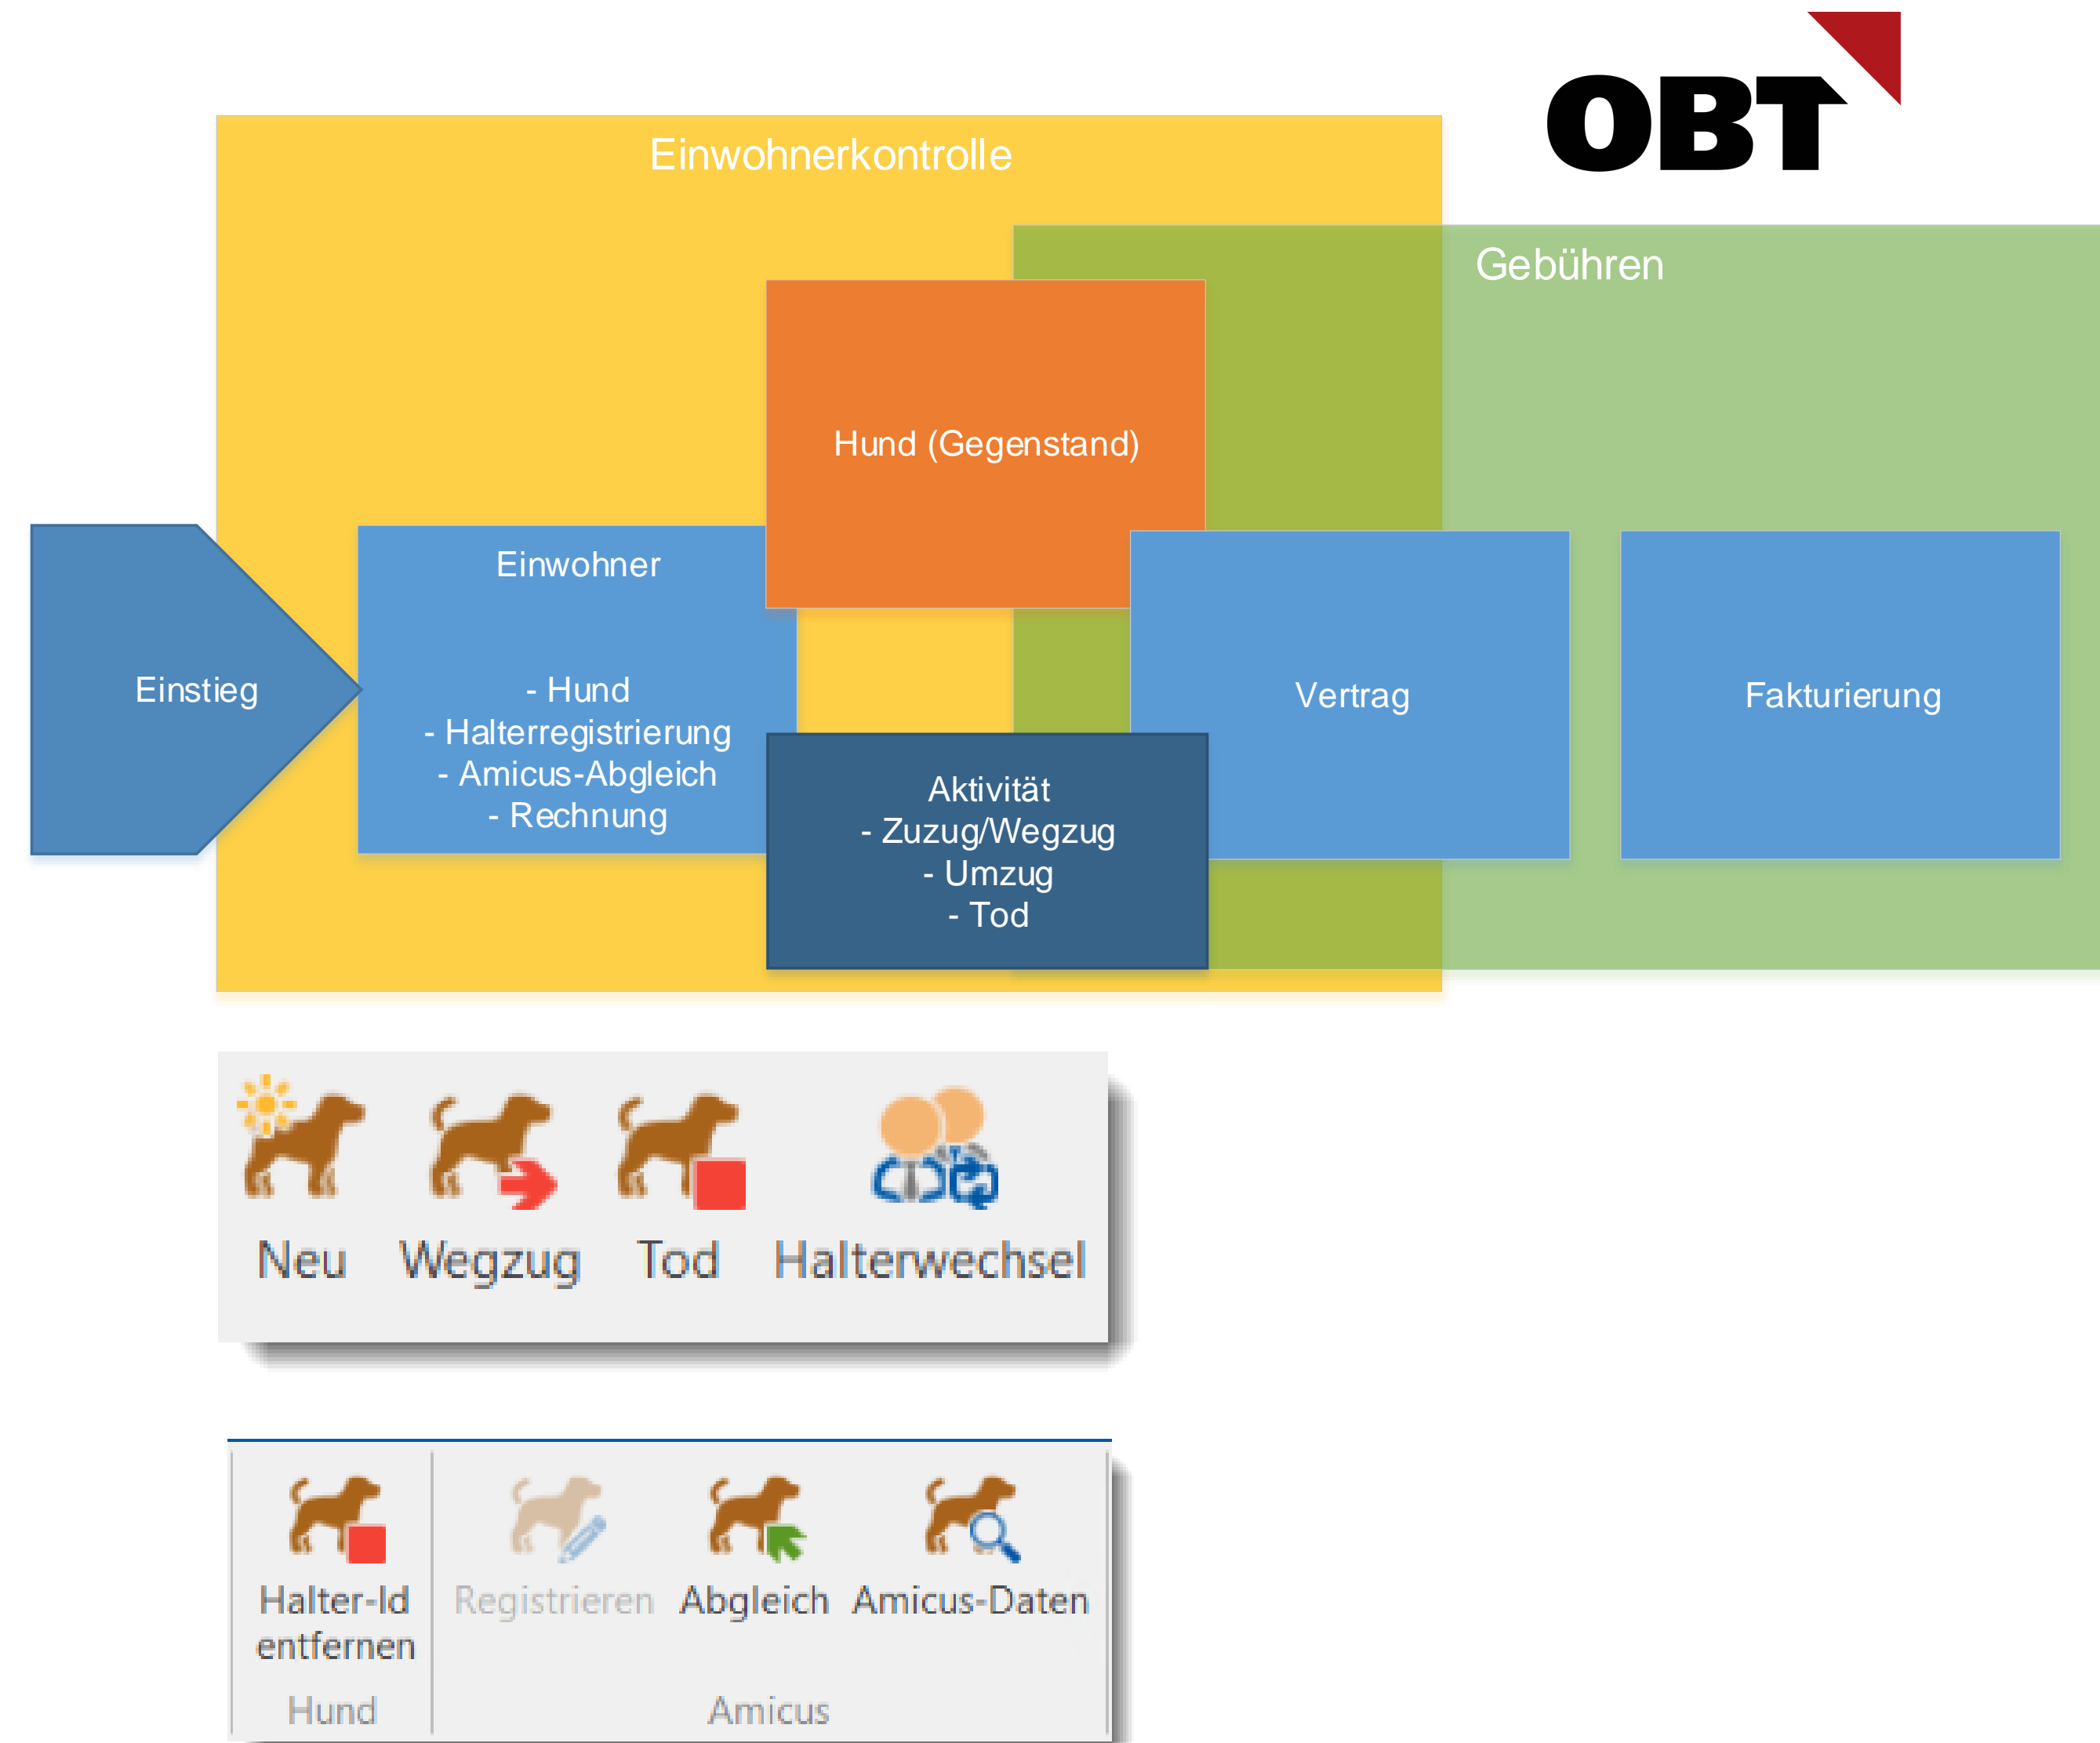 OBT
Einwohnerkontrolle
Gebühren
Hund (Gegenstand)
Einstieg
Einwohner
- Hund
- Halterregistrierung
- Amicus-Abgleich
- Rechnung
Aktivität
- Zuzug/Wegzug
- Umzug
- Tod
Vertrag
Fakturierung
Neu Wegzug Tod Halterwechsel
Halter-Id Registrieren Abgleich Amicus-Daten
entfernen
Hund Amicus